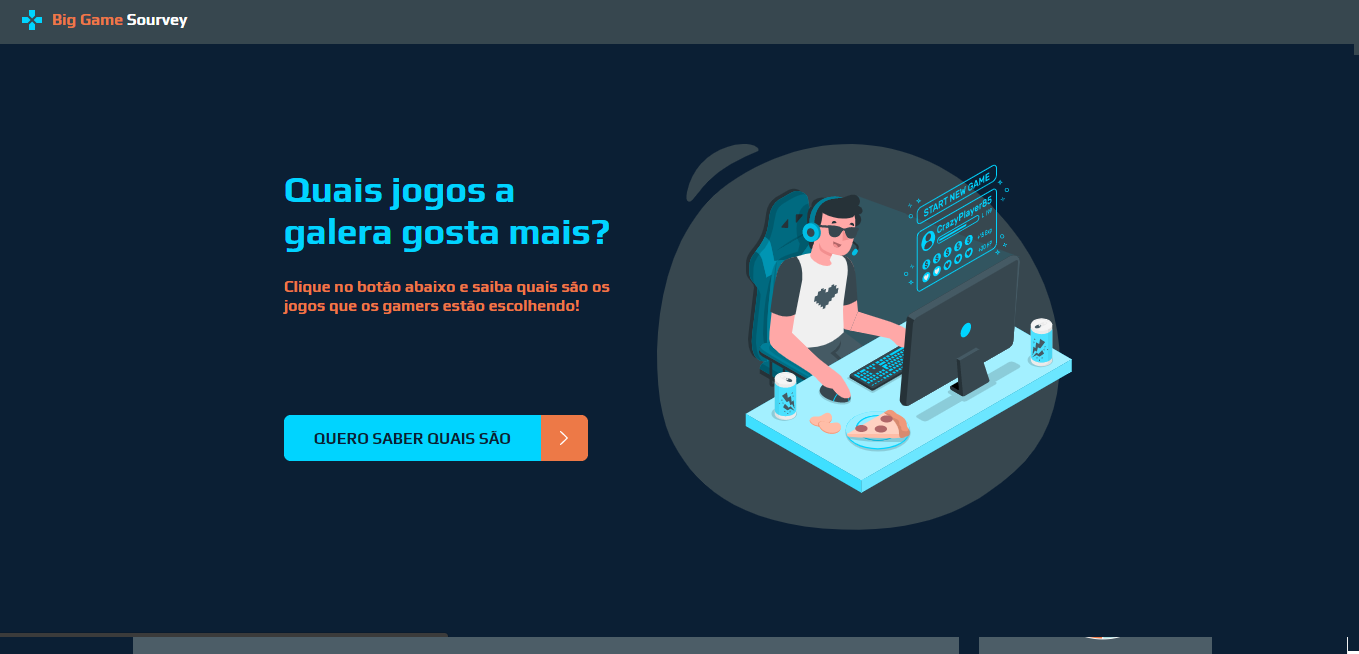 Big Game Sourvey
Quais jogos a
galera gosta mais?
Clique no botão abaixo e saiba quais são os
jogos que os gamers estão escolhendo!
QUERO SABER QUAIS SÃO
START NEW GAME
CrazyPlayer85